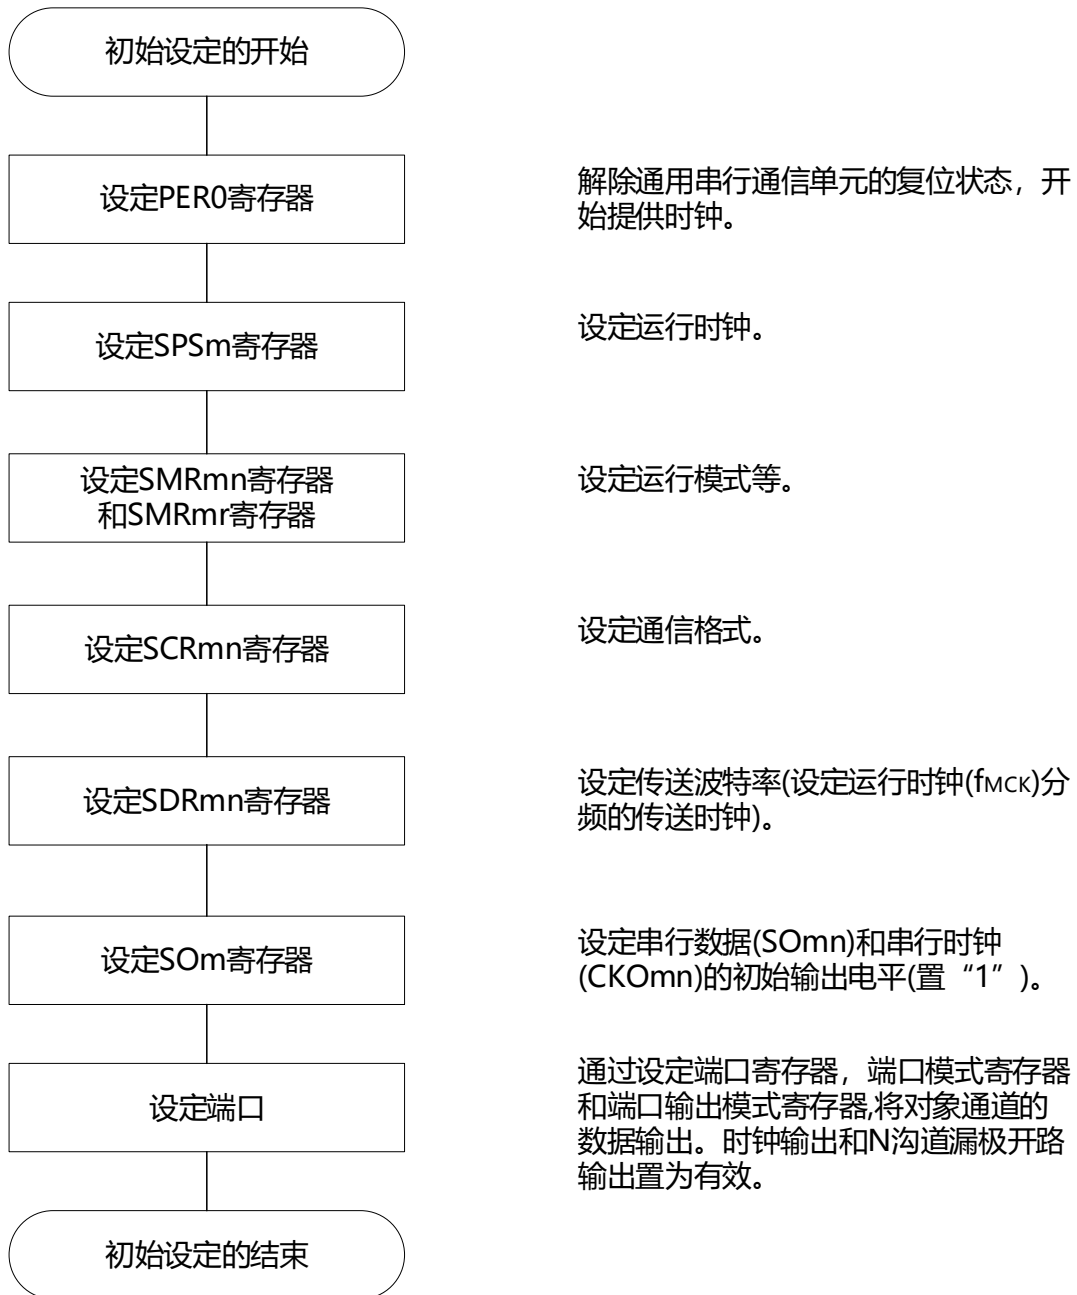 初始设定的开始
设定PER0寄存器
解除通用串行通信单元的复位状态，开
始提供时钟。
设定SPSm寄存器
设定运行时钟。
设定SMRmn寄存器
和SMRmr寄存器
设定运行模式等。
设定SCRmn寄存器
设定通信格式。
设定SDRmn寄存器
设定传送波特率(设定运行时钟(fMCK)分
频的传送时钟)。
设定SOm寄存器
设定串行数据(SOmn)和串行时钟
(CKOmn)的初始输出电平(置“1”)。
设定端口
通过设定端口寄存器，端口模式寄存器
和端口输出模式寄存器,将对象通道的
数据输出。时钟输出和N沟道漏极开路
输出置为有效。
初始设定的结束